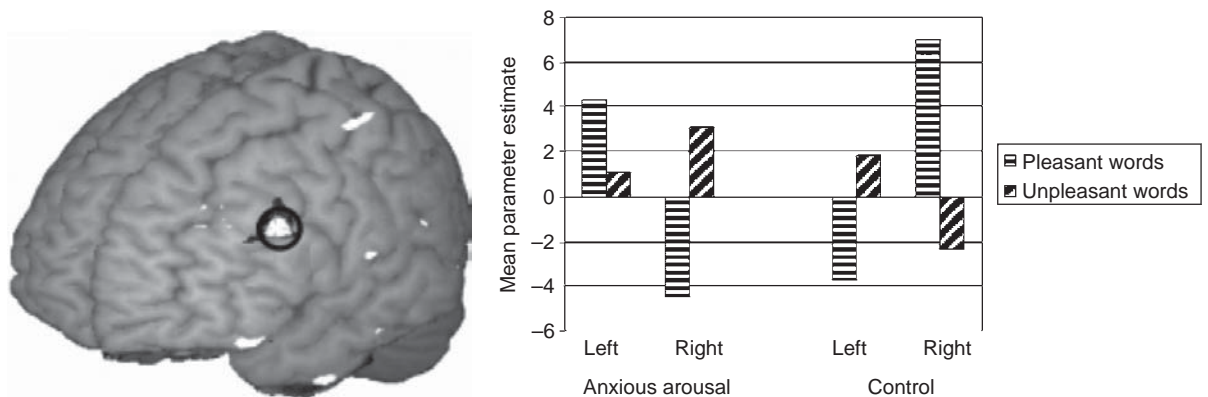 8
6
4
2
0
–2
–4
–6
Mean parameter estimate
Left Right Left Right
Anxious arousal Control
Pleasant words
Unpleasant words